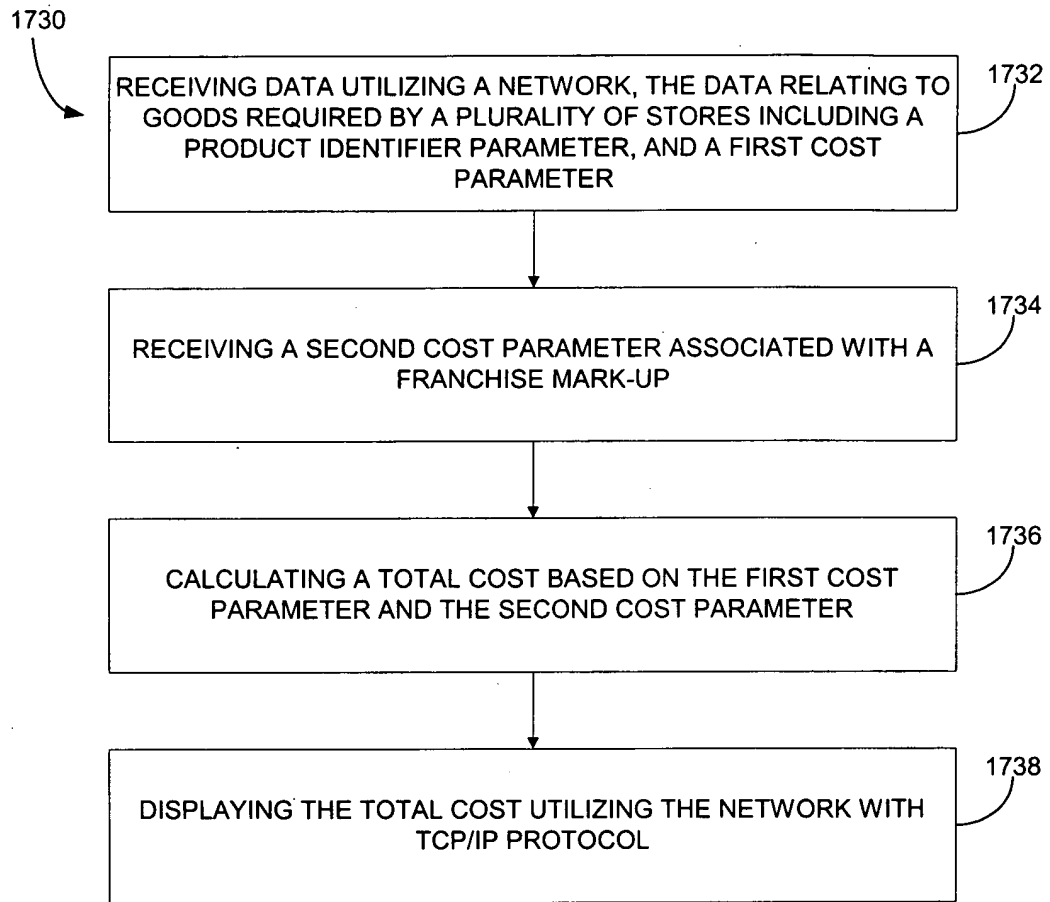 1730
RECEIVING DATA UTILIZING A NETWORK, THE DATA RELATING TO
GOODS REQUIRED BY A PLURALITY OF STORES INCLUDING A
PRODUCT IDENTIFIER PARAMETER, AND A FIRST COST
PARAMETER
1732
RECEIVING A SECOND COST PARAMETER ASSOCIATED WITH A
FRANCHISE MARK-UP
1734
CALCULATING A TOTAL COST BASED ON THE FIRST COST
PARAMETER AND THE SECOND COST PARAMETER
1736
DISPLAYING THE TOTAL COST UTILIZING THE NETWORK WITH
TCP/IP PROTOCOL
1738